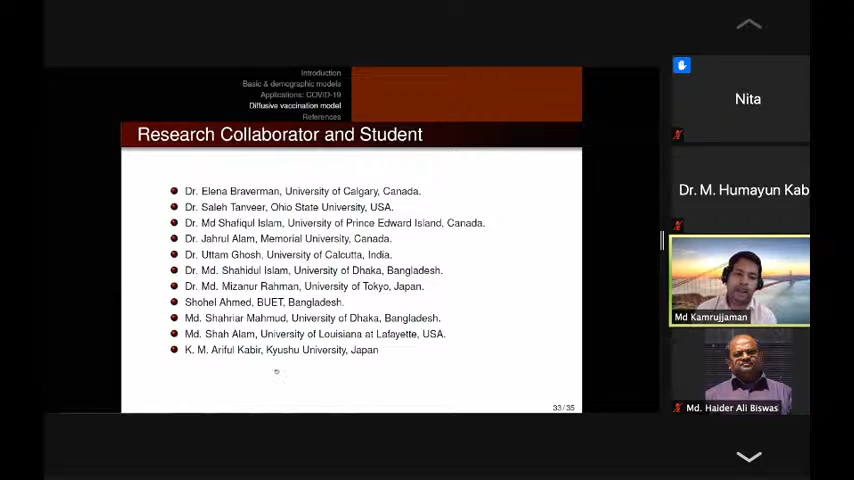 Introduction
Basic & demographic models
Applications: COVID-19
Diffusive vaccination model
References
Research Collaborator and Student
Dr. Elena Braverman, University of Calgary, Canada.
Dr. Saleh Tanveer, Ohio State University, USA.
Dr. Md Shafiqul Islam, University of Prince Edward Island, Canada.
Dr. Jahrul Alam, Memorial University, Canada.
Dr. Uttam Ghosh, University of Calcutta, India.
Dr. Md. Shahidul Islam, University of Dhaka, Bangladesh.
Dr. Md. Mizanur Rahman, University of Tokyo, Japan.
Shohel Ahmed, BUET, Bangladesh.
Md. Shahriar Mahmud, University of Dhaka, Bangladesh.
Md. Shah Alam, University of Louisiana at Lafayette, USA.
K. M. Ariful Kabir, Kyushu University, Japan
33/35
Nita
Dr. M. Humayun Kab
Md Kamrujjaman
Md. Haider Ali Biswas